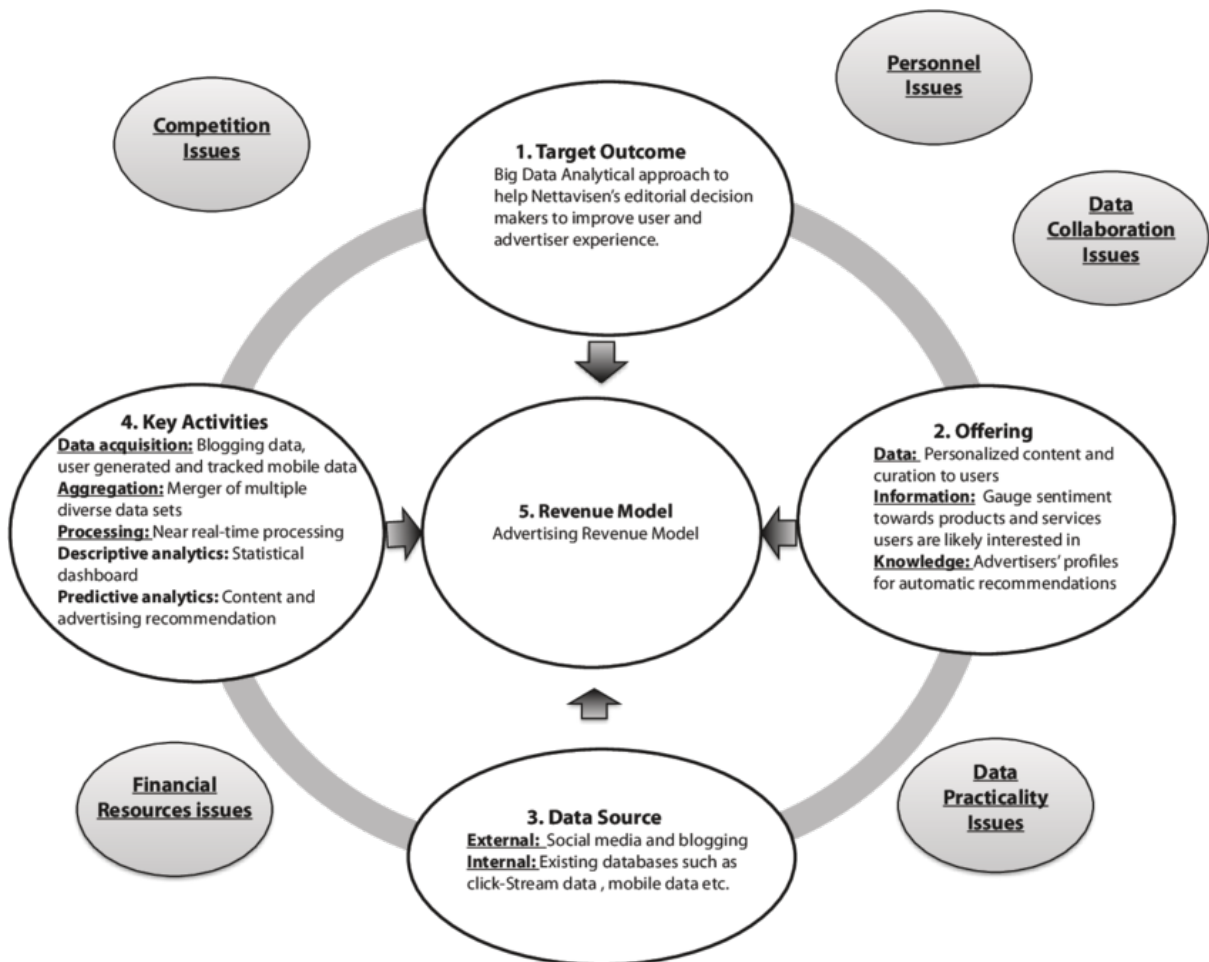 Personnel
Issues
Competition
Issues
1. Target Outcome
Big Data Analytical approach to
help Nettavisen's editorial decision
makers to improve user and
advertiser experience.
Data
Collaboration
Issues
4. Key Activities
Data acquisition: Blogging data,
user generated and tracked mobile data
Aggregation: Merger of multiple
diverse data sets
Processing: Near real-time processing
Descriptive analytics: Statistical
dashboard
Predictive analytics: Content and
advertising recommendation
5. Revenue Model
Advertising Revenue Model
2. Offering
Data: Personalized content and
curation to users
Information: Gauge sentiment
towards products and services
users are likely interested in
Knowledge: Advertisers' profiles
for automatic recommendations
Financial
Resources issues
3. Data Source
External: Social media and blogging
Internal: Existing databases such as
click-Stream data , mobile data etc.
Data
Practicality
Issues